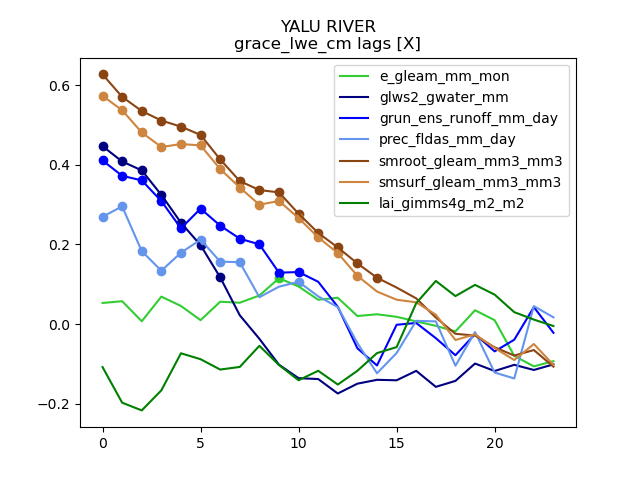 YALU RIVER
grace_lwe_cm lags [X]
e_gleam_mm_mon
glws2_gwater_mm
grun_ens_runoff_mm_day
prec_fldas_mm_day
smroot_gleam_mm3_mm3
smsurf_gleam_mm3_mm3
lai_gimms4g_m2_m2
0.6
0.4
0.2
0.0
−0.2
0 5 10 15 20